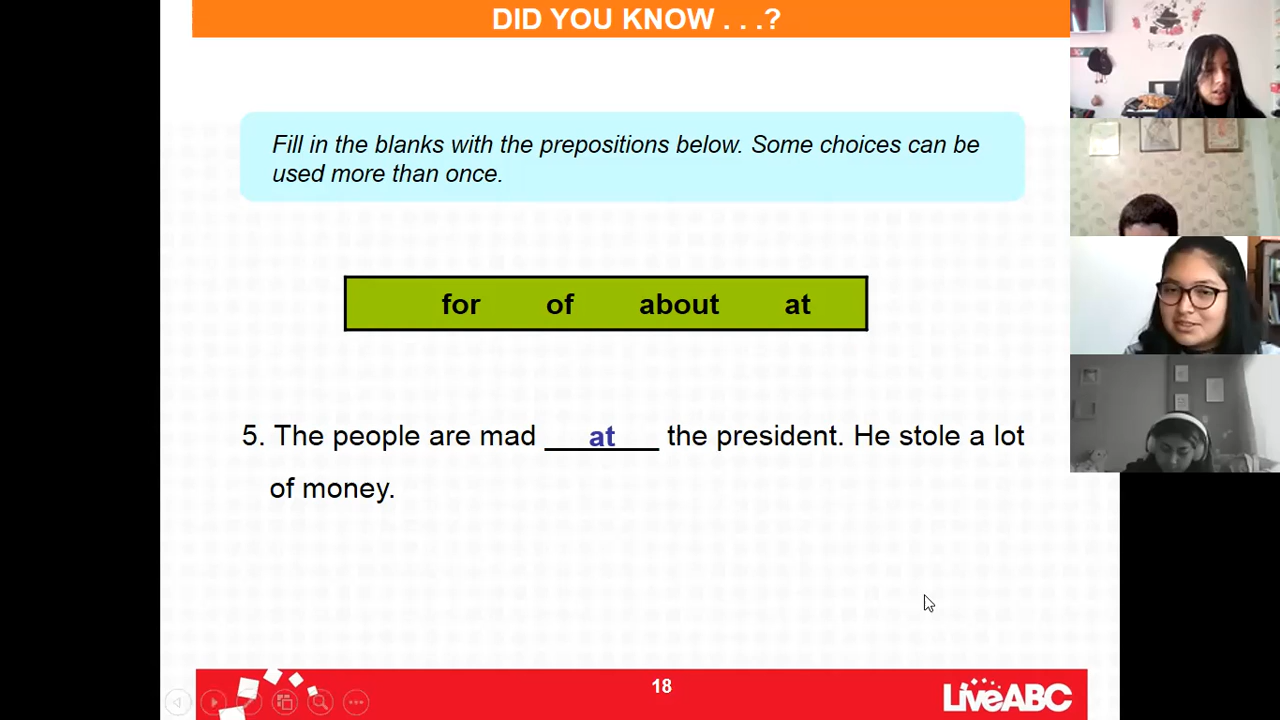 DID YOU KNOW . . .?
Fill in the blanks with the prepositions below. Some choices can be
used more than once.
for of about at
5. The people are mad at the president. He stole a lot
of money.
18
LiveABC